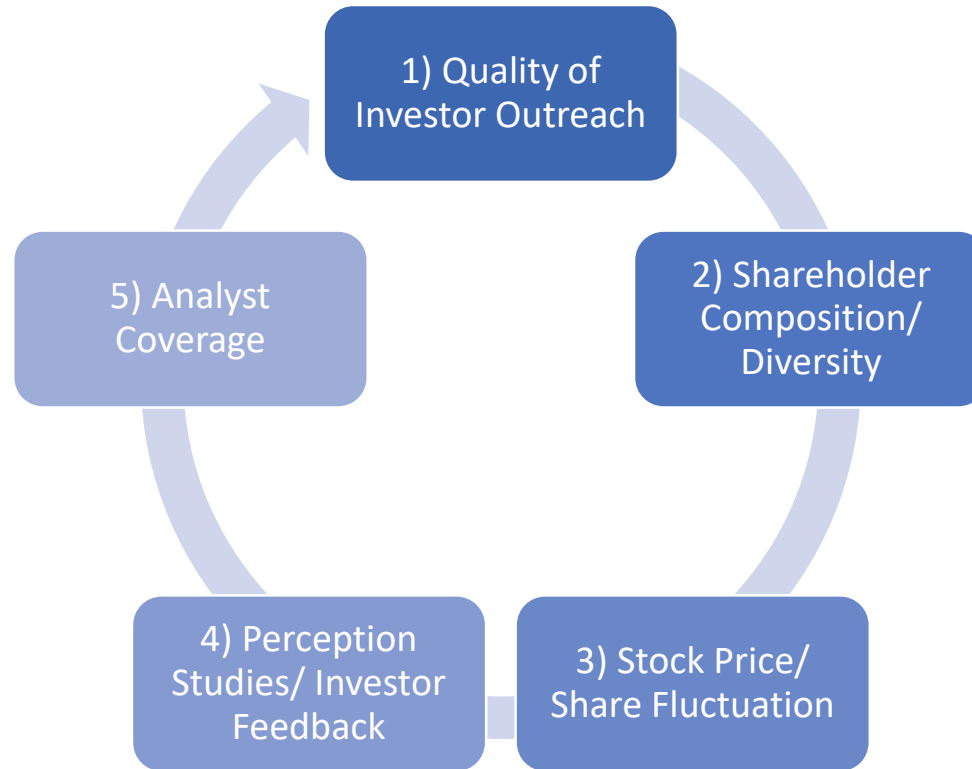 1) Quality of
Investor Outreach
2) Shareholder
Composition/
Diversity
3) Stock Price/
Share Fluctuation
4) Perception
Studies/ Investor
Feedback
5) Analyst
Coverage